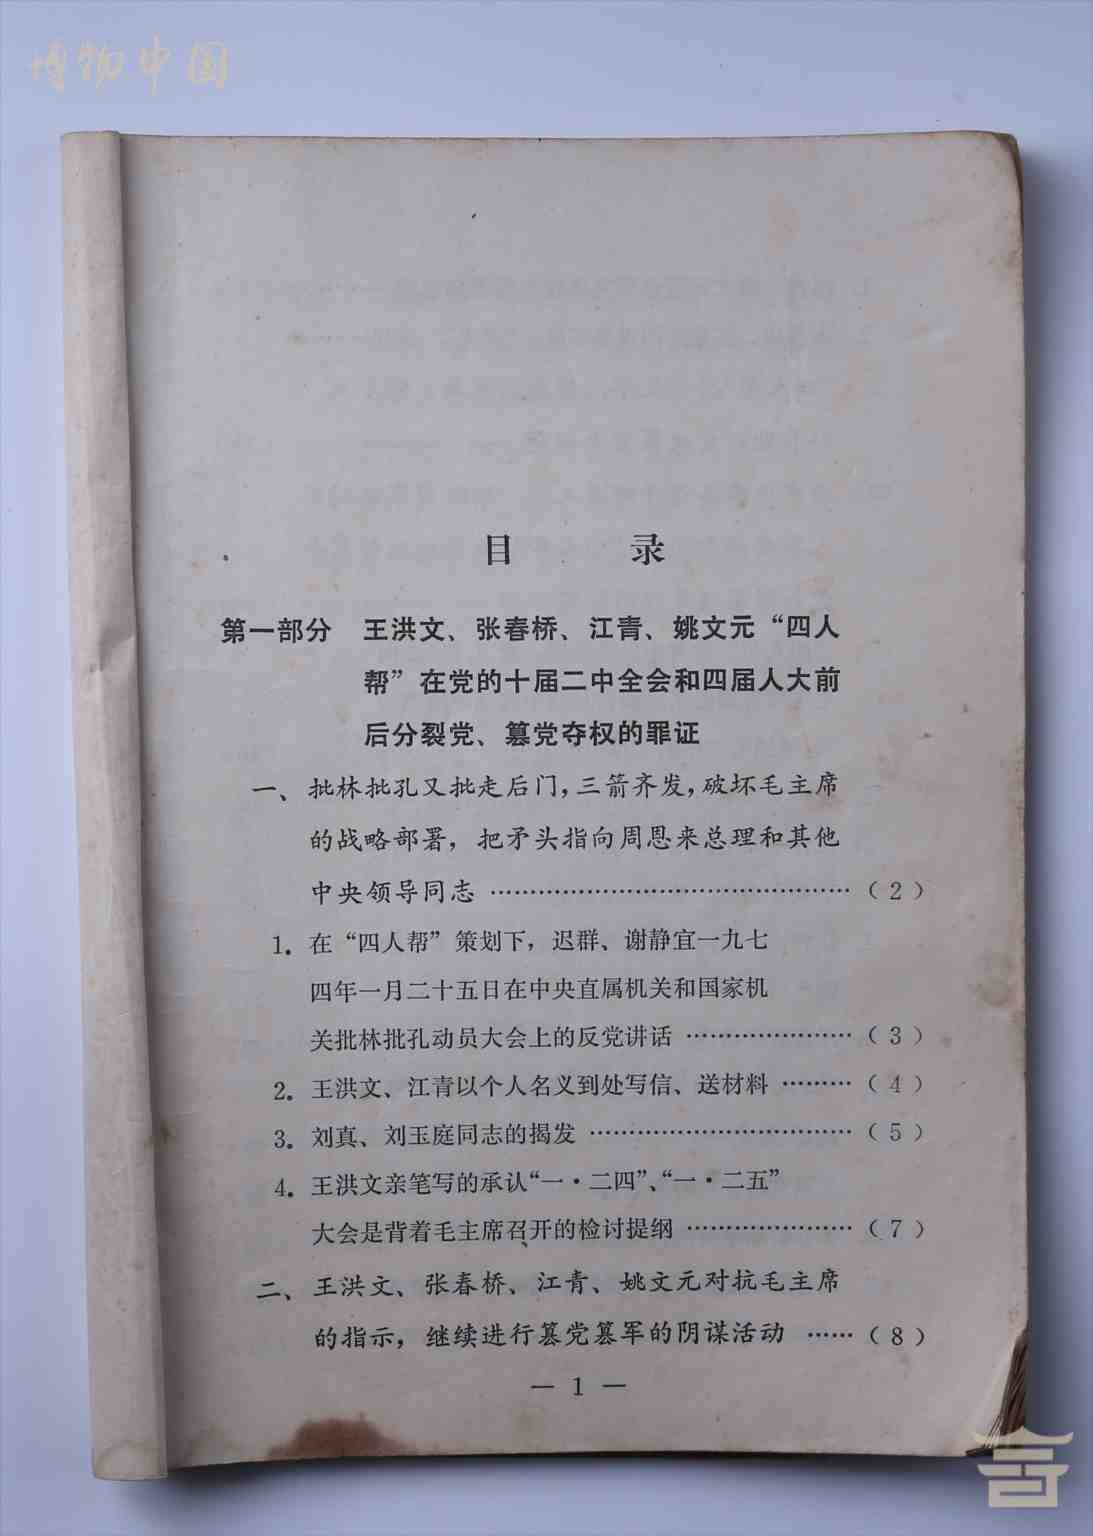 博物中国
目 录
第一部分 王洪文、张春桥、江青、姚文元“四人
帮”在党的十届二中全会和四届人大前
后分裂党、篡党夺权的罪证
一、批林批孔又批走后门，三箭齐发，破坏毛主席
的战略部署，把矛头指向周恩来总理和其他
中央领导同志 ……………………………………（2）
1. 在“四人帮”策划下，迟群、谢静宜一九七
四年一月二十五日在中央直属机关和国家机
关批林批孔动员大会上的反党讲话 …………………（3）
2. 王洪文、江青以个人名义到处写信、送材料 ………（4）
3. 刘真、刘玉庭同志的揭发 ……………………………（5）
4. 王洪文亲笔写的承认“一·二四”、“一·二五”
大会是背着毛主席召开的检讨提纲 …………………（7）
二、王洪文、张春桥、江青、姚文元对抗毛主席
的指示，继续进行篡党篡军的阴谋活动 ……（8）
— 1 —